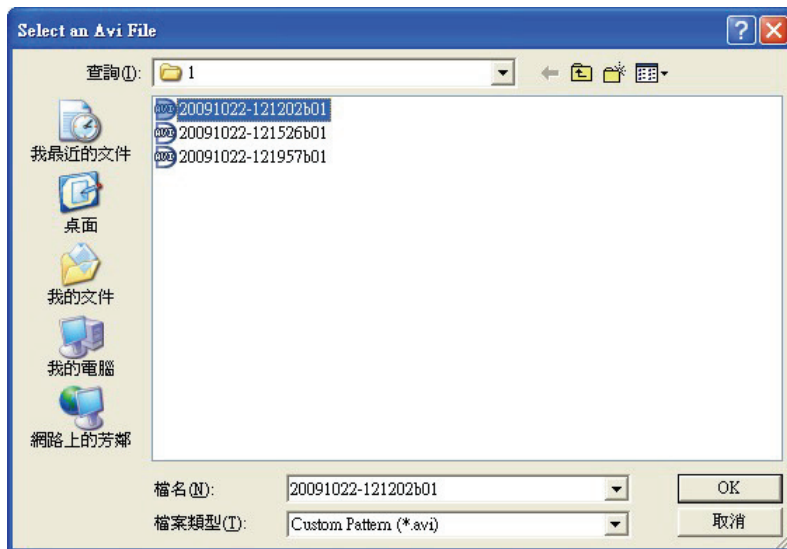 Select an Avi File
查詢(I):
1
20091022-121202b01
20091022-121526b01
20091022-121957b01
我最近的文件
桌面
我的文件
我的電腦
網路上的芳鄰
檔名(N):
20091022-121202b01
OK
檔案類型(T):
Custom Pattern (*.avi)
取消